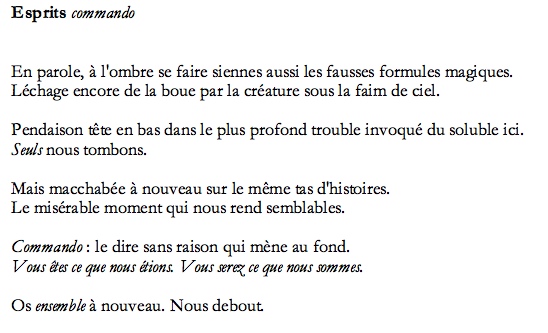 Esprits commando
En parole, à l'ombre se faire siennes aussi les fausses formules magiques.
Léchage encore de la boue par la créature sous la faim de ciel.
Pendaison tête en bas dans le plus profond trouble invoqué du soluble ici.
Seuls nous tombons.
Mais macchabée à nouveau sur le même tas d'histoires.
Le misérable moment qui nous rend semblables.
Commando : le dire sans raison qui mène au fond.
Vous êtes ce que nous étions. Vous serez ce que nous sommes.
Os ensemble à nouveau. Nous debout.